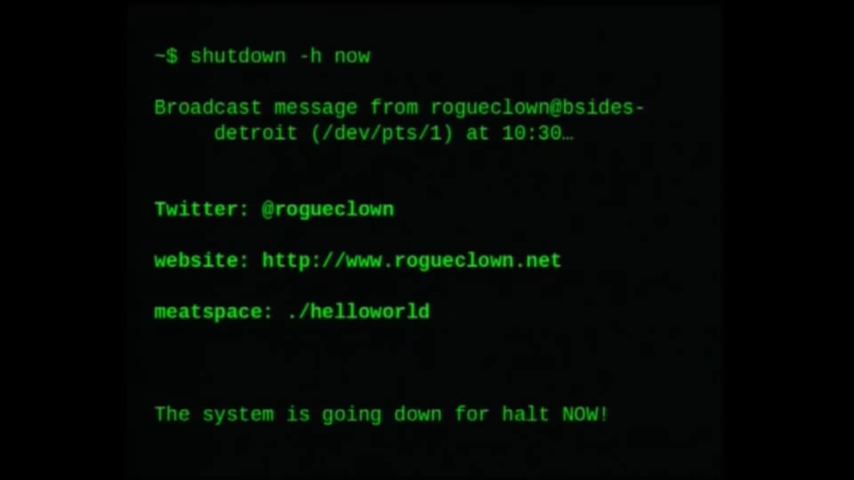 ~$ shutdown -h now
Broadcast message from rogueclown@bsides-
detroit (/dev/pts/1) at 10:30…
Twitter: @rogueclown
website: http://www.rogueclown.net
meatspace: ./helloworld
The system is going down for halt NOW!